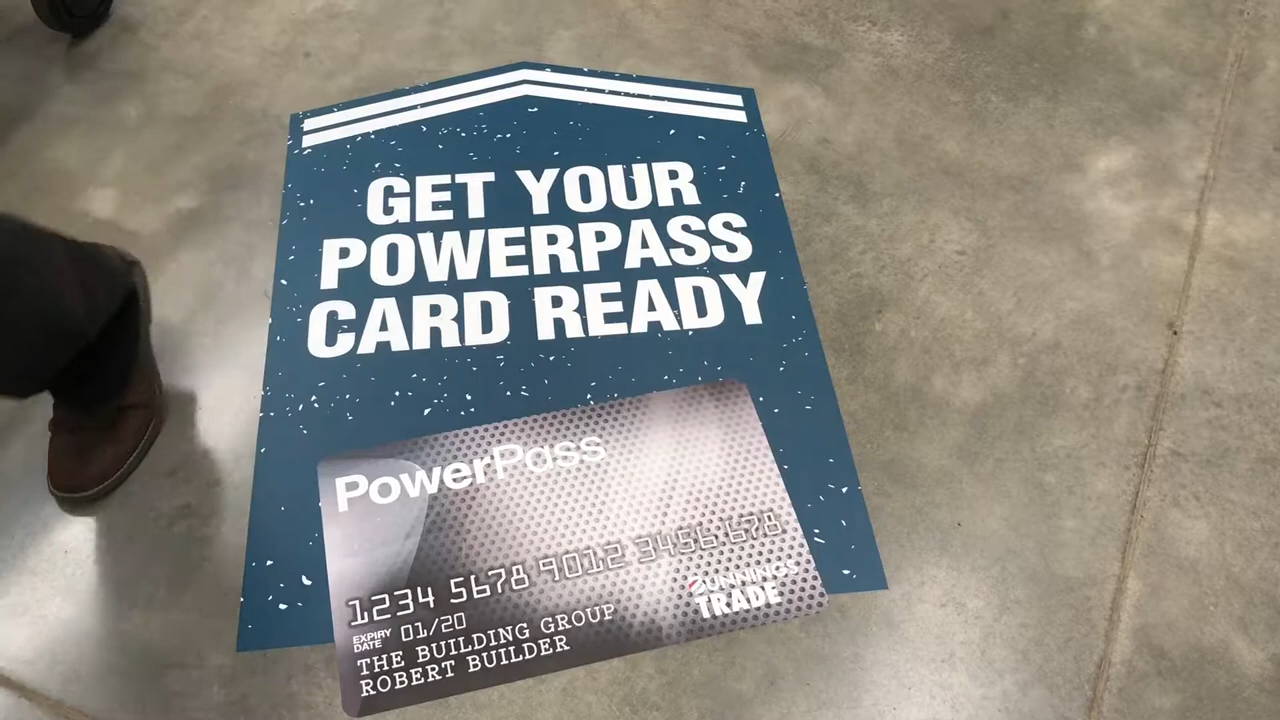 GET YOUR
POWERPASS
CARD READY
PowerPass
1234 5678 9012 3456 678
EXPIRY
DATE 01/20
THE BUILDING GROUP
ROBERT BUILDER
BUNNINGS
TRADE